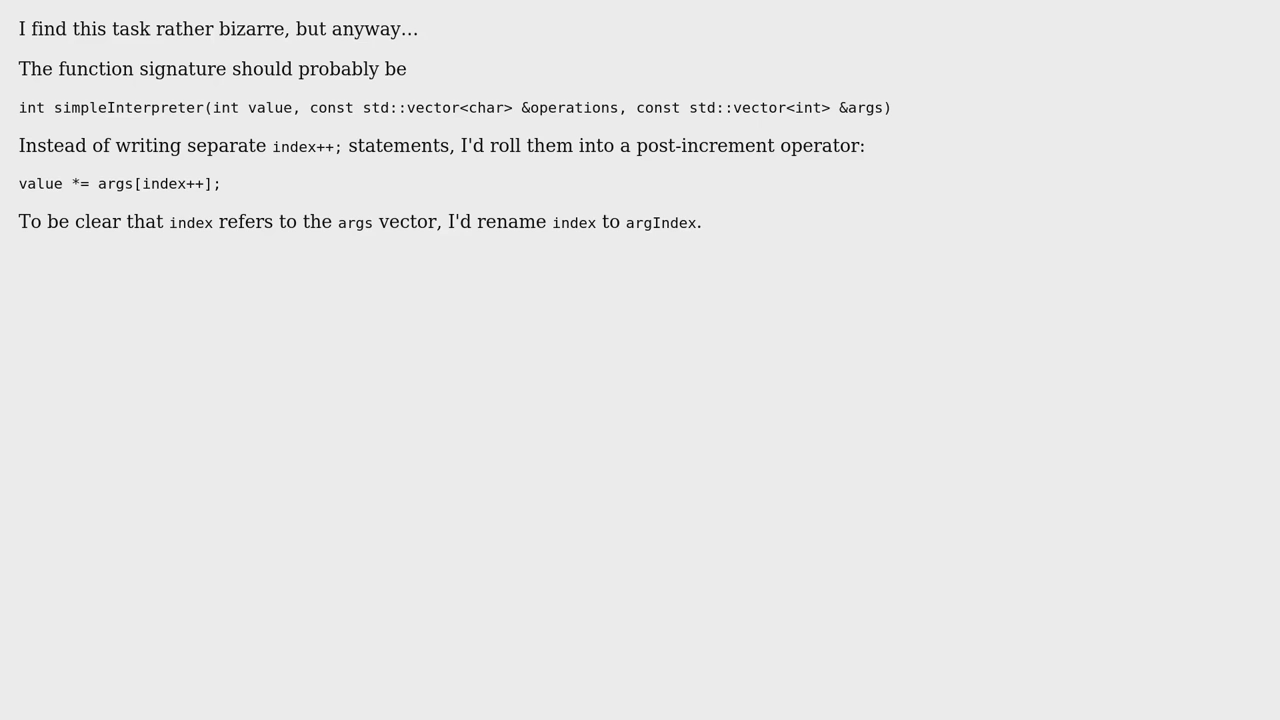 I find this task rather bizarre, but anyway…
The function signature should probably be
int simpleInterpreter(int value, const std::vector<char> &operations, const std::vector<int> &args)
Instead of writing separate index++; statements, I'd roll them into a post-increment operator:
value *= args[index++];
To be clear that index refers to the args vector, I'd rename index to argIndex.